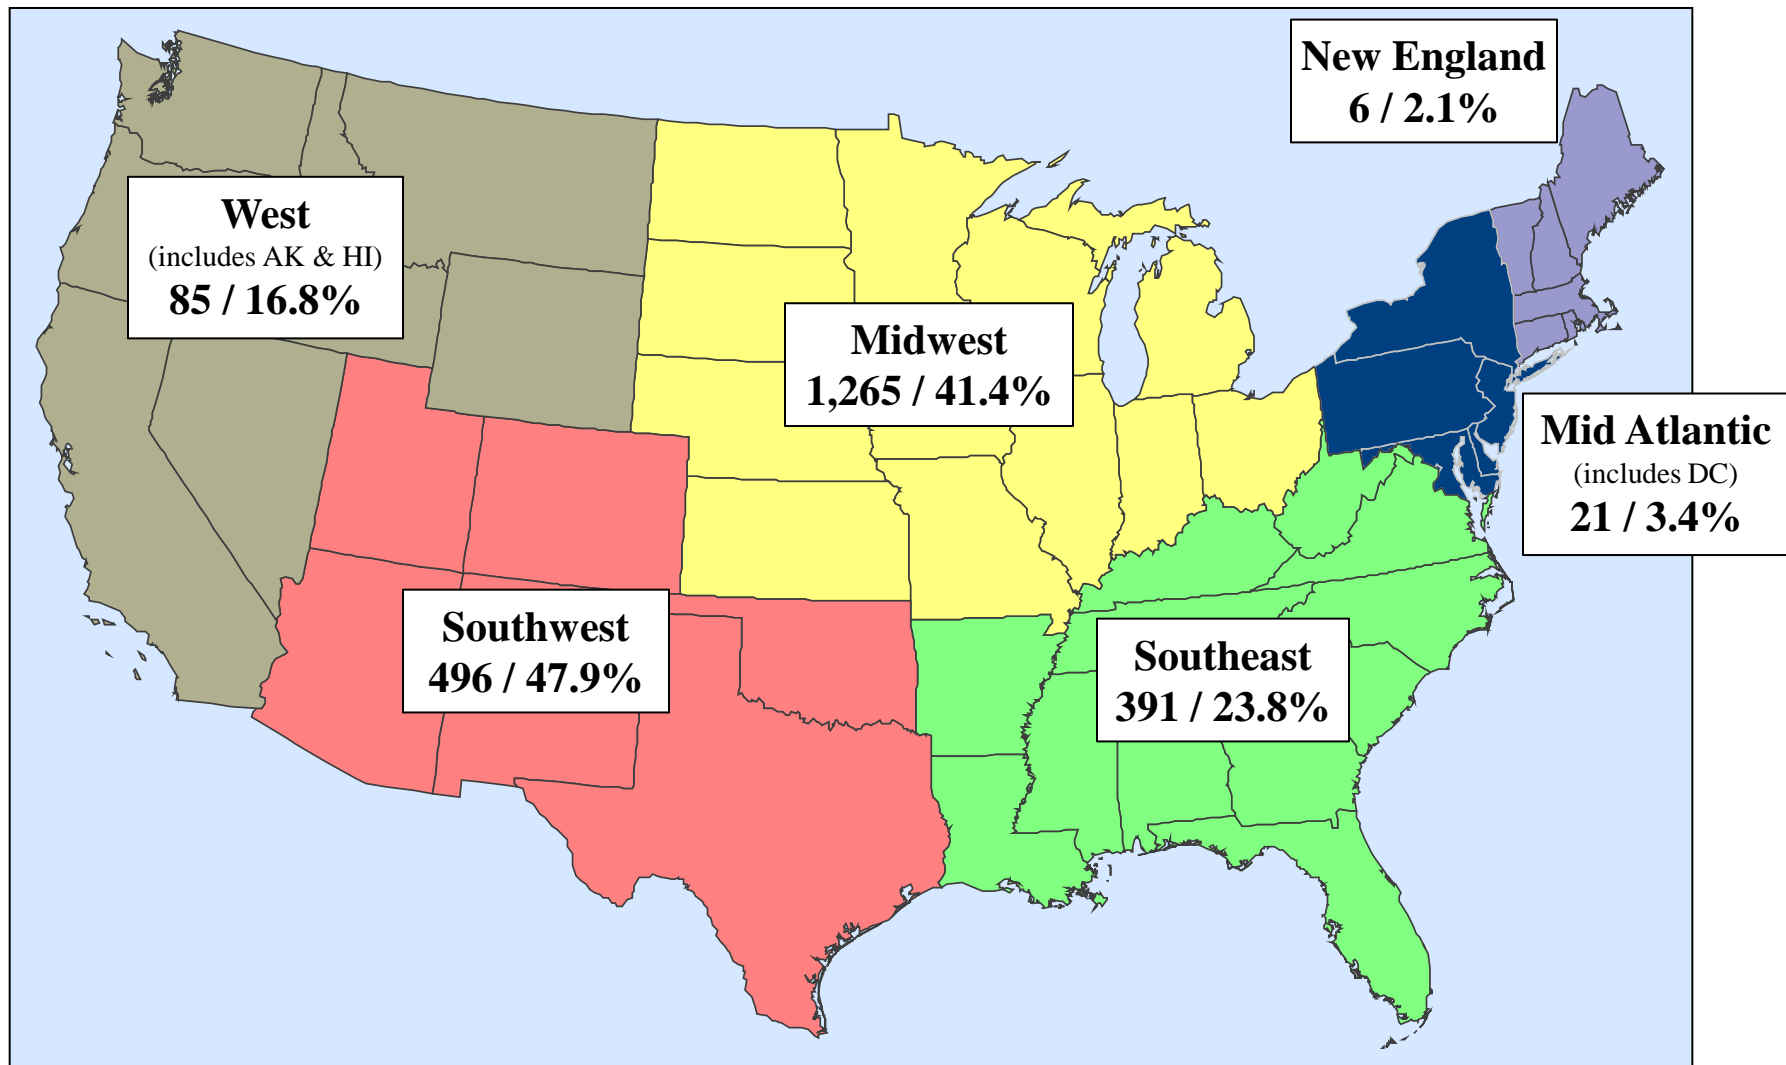 New England
6 / 2.1%
West
(includes AK & HI)
85 / 16.8%
Midwest
1,265 / 41.4%
Mid Atlantic
(includes DC)
21 / 3.4%
Southwest
496 / 47.9%
Southeast
391 / 23.8%